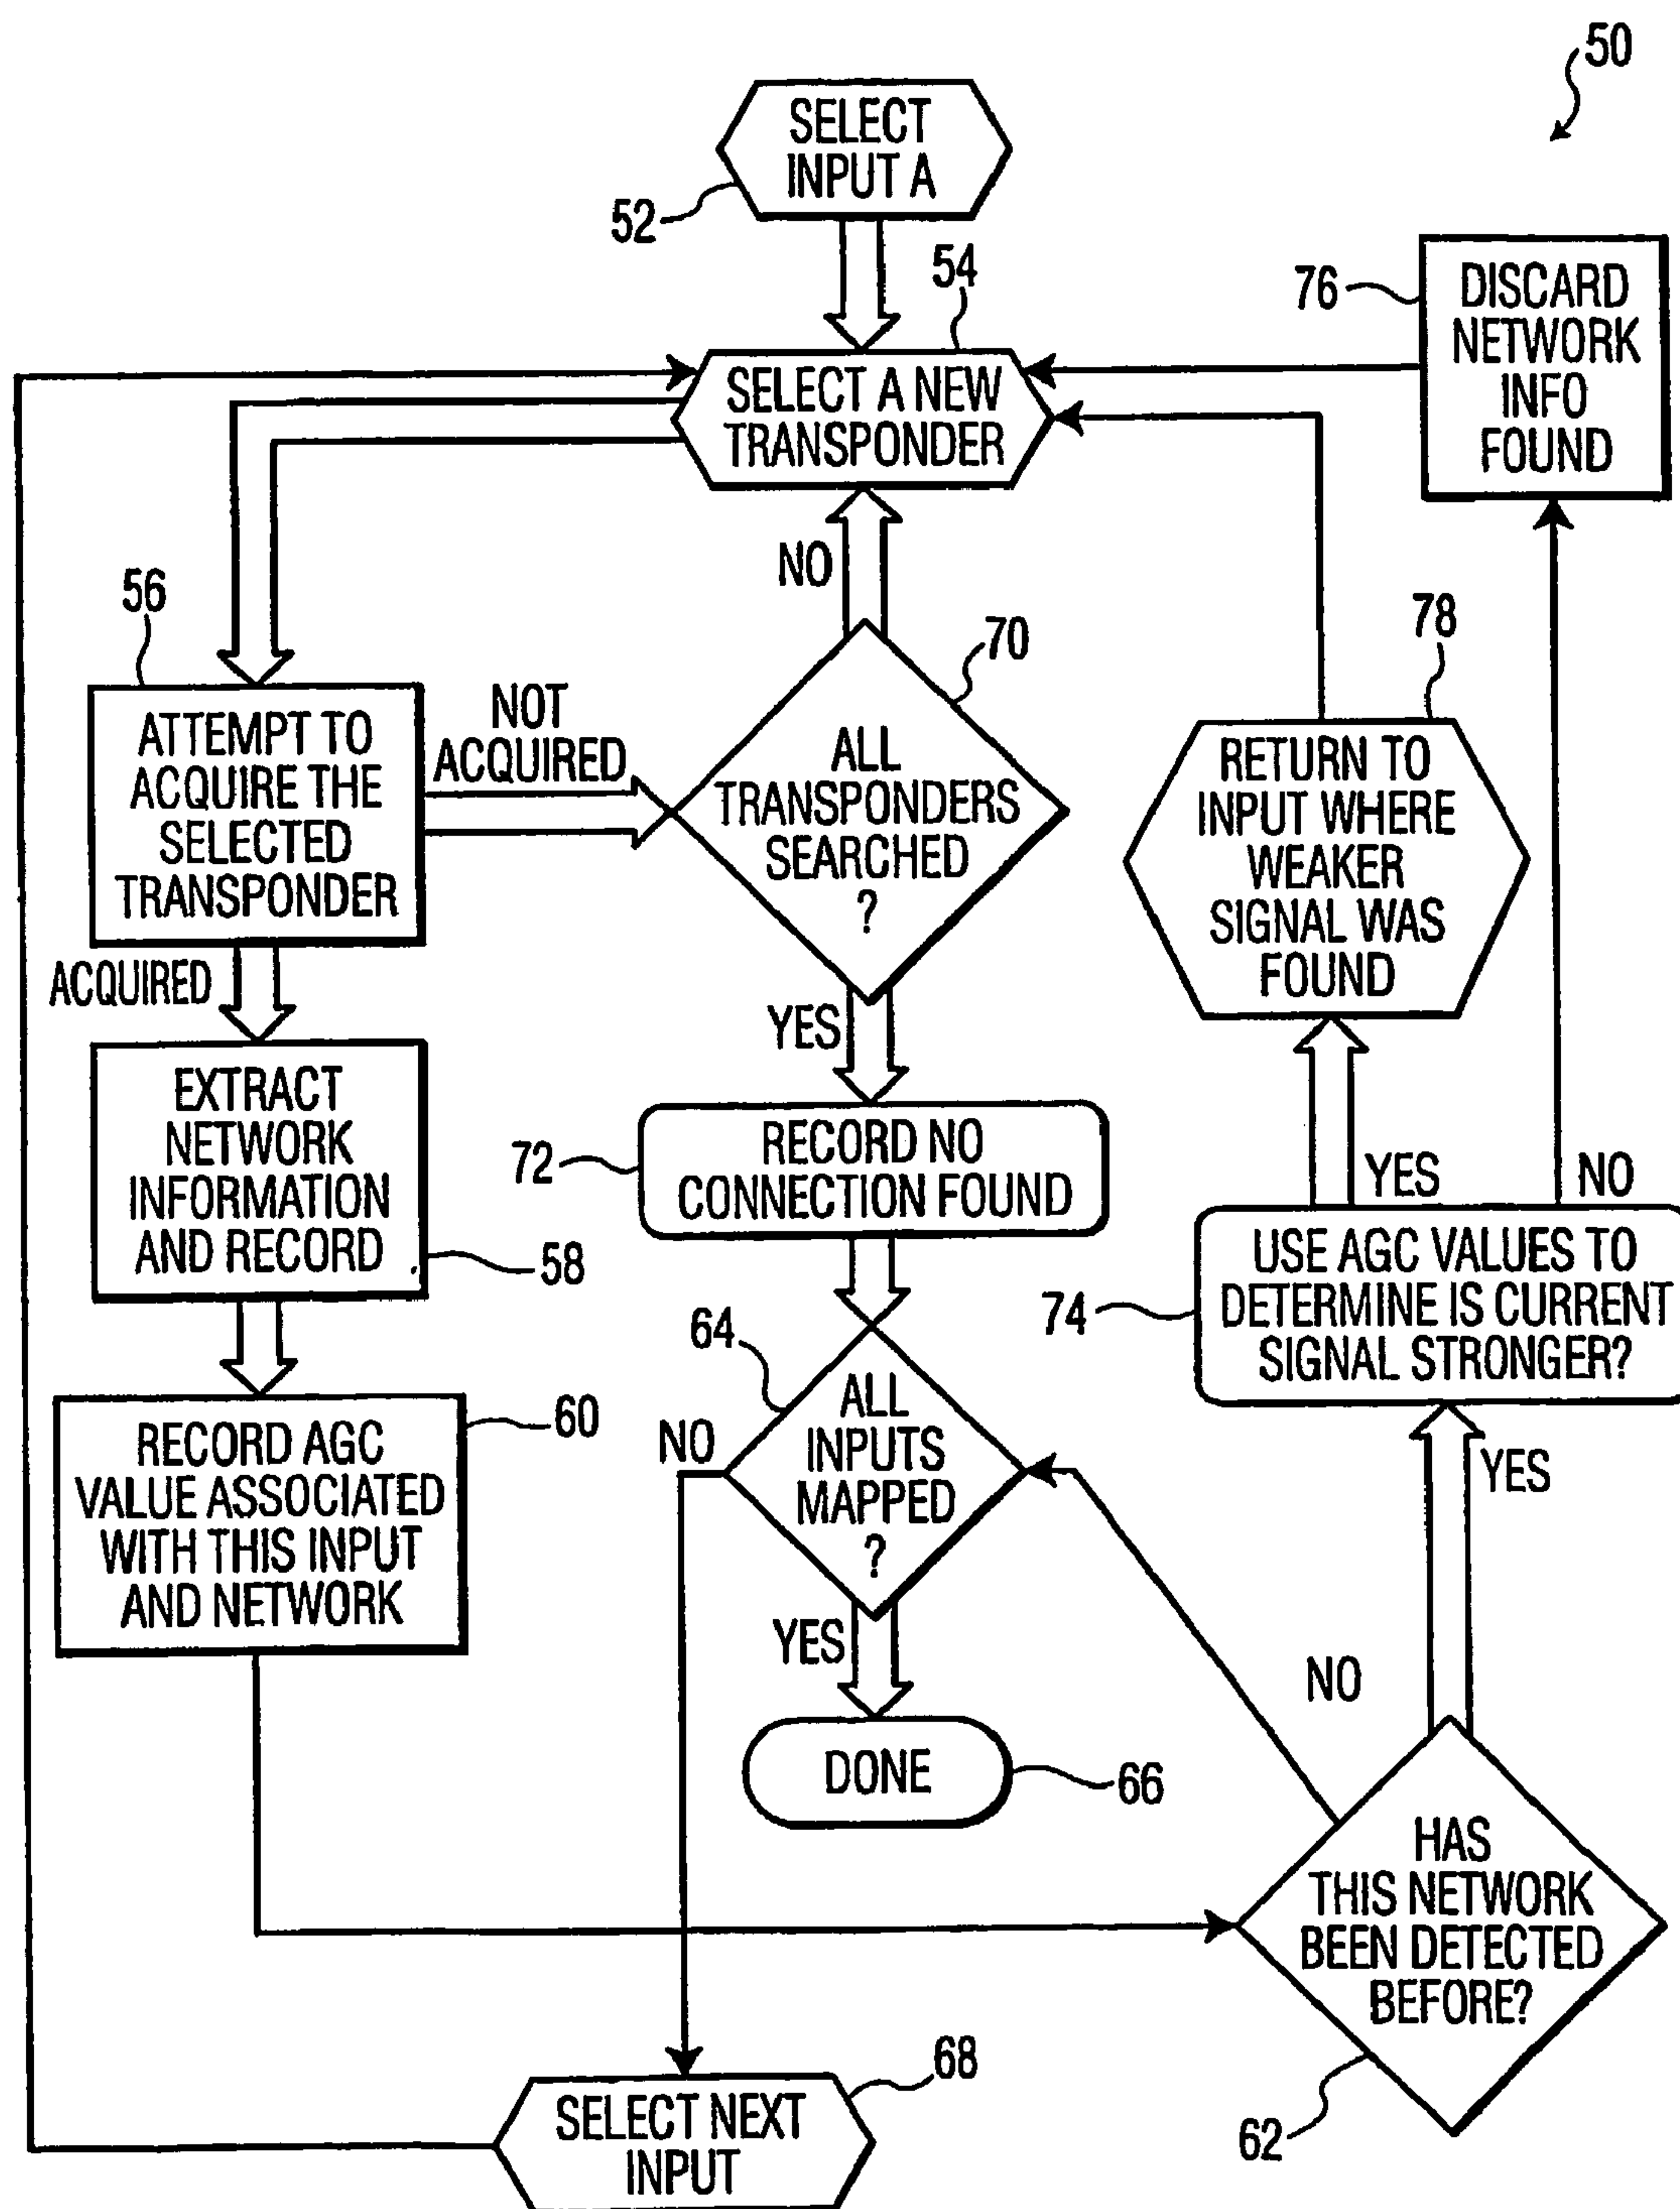 50
SELECT
INPUT A
52
54
76
DISCARD
NETWORK
INFO
FOUND
SELECT A NEW
TRANSPONDER
NO
56
70
78
ATTEMPT TO
ACQUIRE THE
SELECTED
TRANSPONDER
NOT
ACQUIRED
ALL
TRANSPONDERS
SEARCHED
?
RETURN TO
INPUT WHERE
WEAKER
SIGNAL WAS
FOUND
ACQUIRED
YES
EXTRACT
NETWORK
INFORMATION
AND RECORD
58
72
RECORD NO
CONNECTION FOUND
YES
NO
74
USE AGC VALUES TO
DETERMINE IS CURRENT
SIGNAL STRONGER?
64
60
RECORD AGC
VALUE ASSOCIATED
WITH THIS INPUT
AND NETWORK
NO
ALL
INPUTS
MAPPED
?
YES
YES
NO
DONE
66
HAS
THIS NETWORK
BEEN DETECTED
BEFORE?
62
68
SELECT NEXT
INPUT